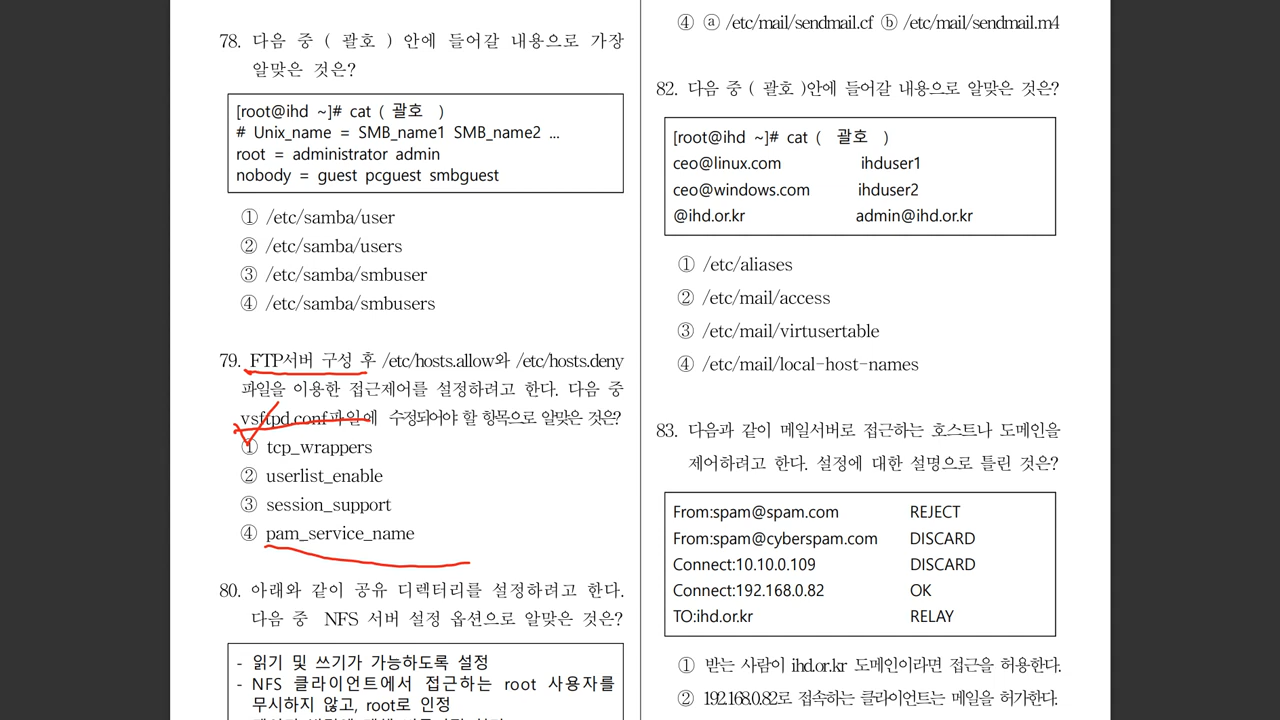 78. 다음 중 ( 괄호 ) 안에 들어갈 내용으로 가장
알맞은 것은?
[root@ihd ~]# cat ( 괄호 )
# Unix_name = SMB_name1 SMB_name2 ...
root = administrator admin
nobody = guest pcguest smbguest
① /etc/samba/user
② /etc/samba/users
③ /etc/samba/smbuser
④ /etc/samba/smbusers
79. FTP서버 구성 후 /etc/hosts.allow와 /etc/hosts.deny
파일을 이용한 접근제어를 설정하려고 한다. 다음 중
vsftpd.conf파일에 수정되어야 할 항목으로 알맞은 것은?
① tcp_wrappers
② userlist_enable
③ session_support
④ pam_service_name
80. 아래와 같이 공유 디렉터리를 설정하려고 한다.
다음 중 NFS 서버 설정 옵션으로 알맞은 것은?
- 읽기 및 쓰기가 가능하도록 설정
- NFS 클라이언트에서 접근하는 root 사용자를
무시하지 않고, root로 인정
④ ⓐ /etc/mail/sendmail.cf ⓑ /etc/mail/sendmail.m4
82. 다음 중 ( 괄호 )안에 들어갈 내용으로 알맞은 것은?
[root@ihd ~]# cat ( 괄호 )
ceo@linux.com ihduser1
ceo@windows.com ihduser2
@ihd.or.kr admin@ihd.or.kr
① /etc/aliases
② /etc/mail/access
③ /etc/mail/virtusertable
④ /etc/mail/local-host-names
83. 다음과 같이 메일서버로 접근하는 호스트나 도메인을
제어하려고 한다. 설정에 대한 설명으로 틀린 것은?
From:spam@spam.com REJECT
From:spam@cyberspam.com DISCARD
Connect:10.10.0.109 DISCARD
Connect:192.168.0.82 OK
TO:ihd.or.kr RELAY
① 받는 사람이 ihd.or.kr 도메인이라면 접근을 허용한다.
② 192.168.0.82로 접속하는 클라이언트는 메일을 허가한다.